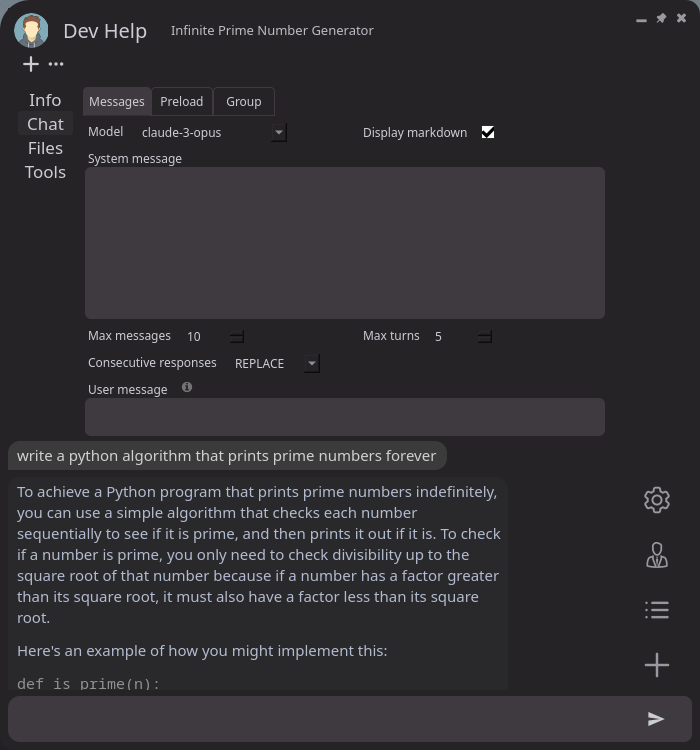 Dev Help Infinite Prime Number Generator
Info
Chat
Files
Tools
Messages Preload Group
Model claude-3-opus Display markdown
System message
Max messages 10 Max turns 5
Consecutive responses REPLACE
User message
write a python algorithm that prints prime numbers forever
To achieve a Python program that prints prime numbers indefinitely,
you can use a simple algorithm that checks each number
sequentially to see if it is prime, and then prints it out if it is. To check
if a number is prime, you only need to check divisibility up to the
square root of that number because if a number has a factor greater
than its square root, it must also have a factor less than its square
root.
Here's an example of how you might implement this:
def is_prime(n):